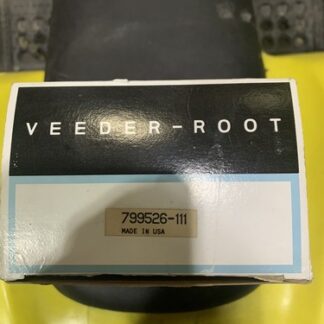 VEEDER-ROOT
799526-111
MADE IN USA